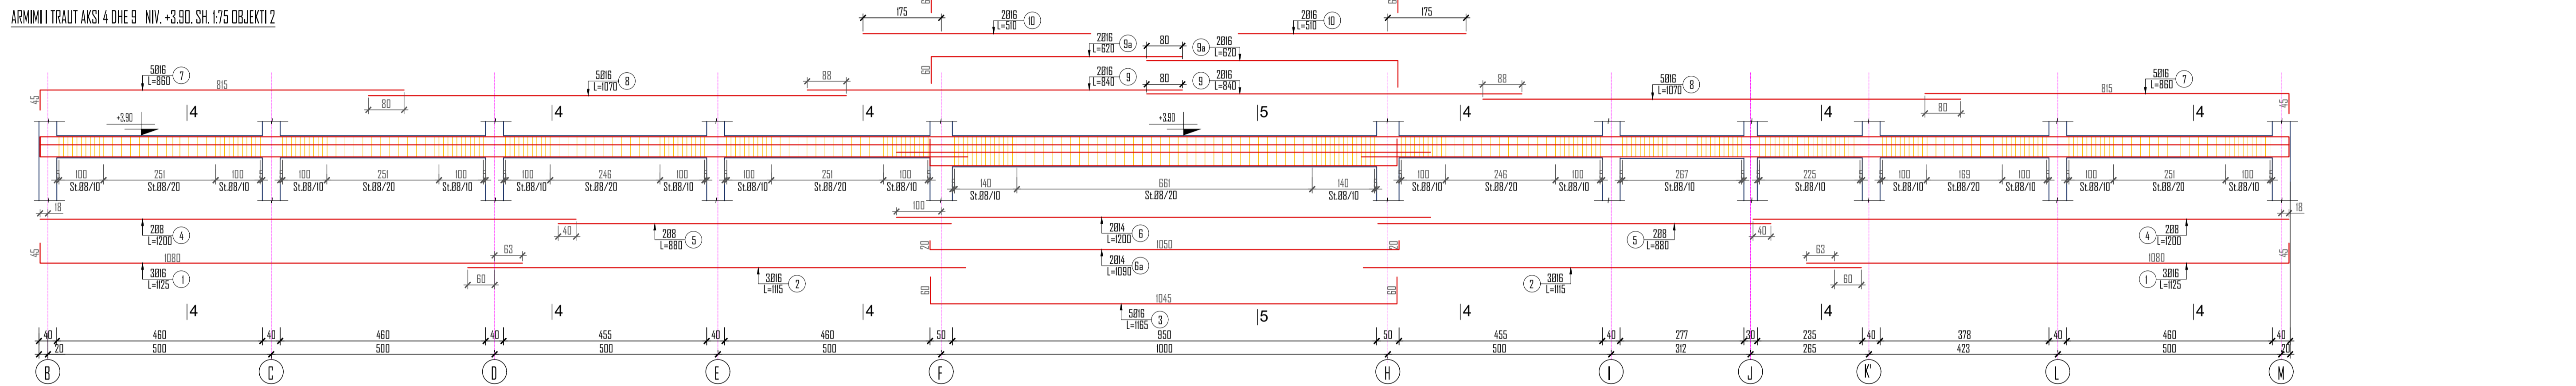 ARMIMI I TRAUT AKSI 4 DHE 9 NIV. +3.90. SH. 1:75 OBJEKTI 2
60 60
175 2Ø16 L=510 10 2Ø16 L=510 10 175
2Ø16 L=620 9a 80 9a 2Ø16 L=620
60 60
5Ø16 L=860 7 815 5Ø16 L=1070 8 88 2Ø16 L=840 9 80 9 2Ø16 L=840 88 5Ø16 L=1070 8 815 5Ø16 L=860 7
45 80 80 45
4 4 4 5 4 4 4
+3.90 +3.90
100 251 100 100 251 100 100 246 100 100 251 100 140 661 140 100 246 100 267 225 100 169 100 100 251 100
St.Ø8/10 St.Ø8/20 St.Ø8/10 St.Ø8/10 St.Ø8/20 St.Ø8/10 St.Ø8/10 St.Ø8/20 St.Ø8/10 St.Ø8/10 St.Ø8/20 St.Ø8/10 St.Ø8/10 St.Ø8/20 St.Ø8/10 St.Ø8/10 St.Ø8/20 St.Ø8/10 St.Ø8/10 St.Ø8/10 St.Ø8/10 St.Ø8/20 St.Ø8/10 St.Ø8/10 St.Ø8/20 St.Ø8/10
18 100 18
2Ø8 L=1200 4 40 2Ø8 L=880 5 2Ø14 L=1200 6 5 2Ø8 L=880 40 4 2Ø8 L=1200
20 1050 20
45 1080 63 2Ø14 L=1090 6a 63 1080 45
3Ø16 L=1125 1 60 3Ø16 L=1115 2 2 3Ø16 L=1115 60 1 3Ø16 L=1125
60 1045 60
4 4 4 5Ø16 L=1165 3 5 4 4 4
40 460 40 460 40 455 40 460 50 950 50 455 40 277 30 235 40 378 40 460 40
20 500 500 500 500 1000 500 312 265 423 500 20
B C D E F H I J K' L M